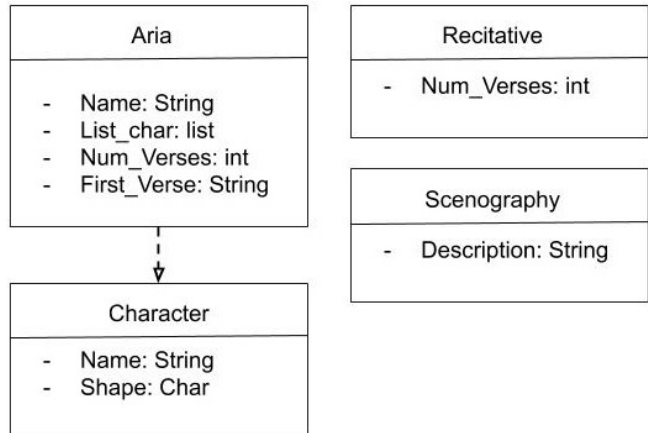 Aria
- Name: String
- List_char: list
- Num_Verses: int
- First_Verse: String
Character
- Name: String
- Shape: Char
Recitative
- Num_Verses: int
Scenography
- Description: String